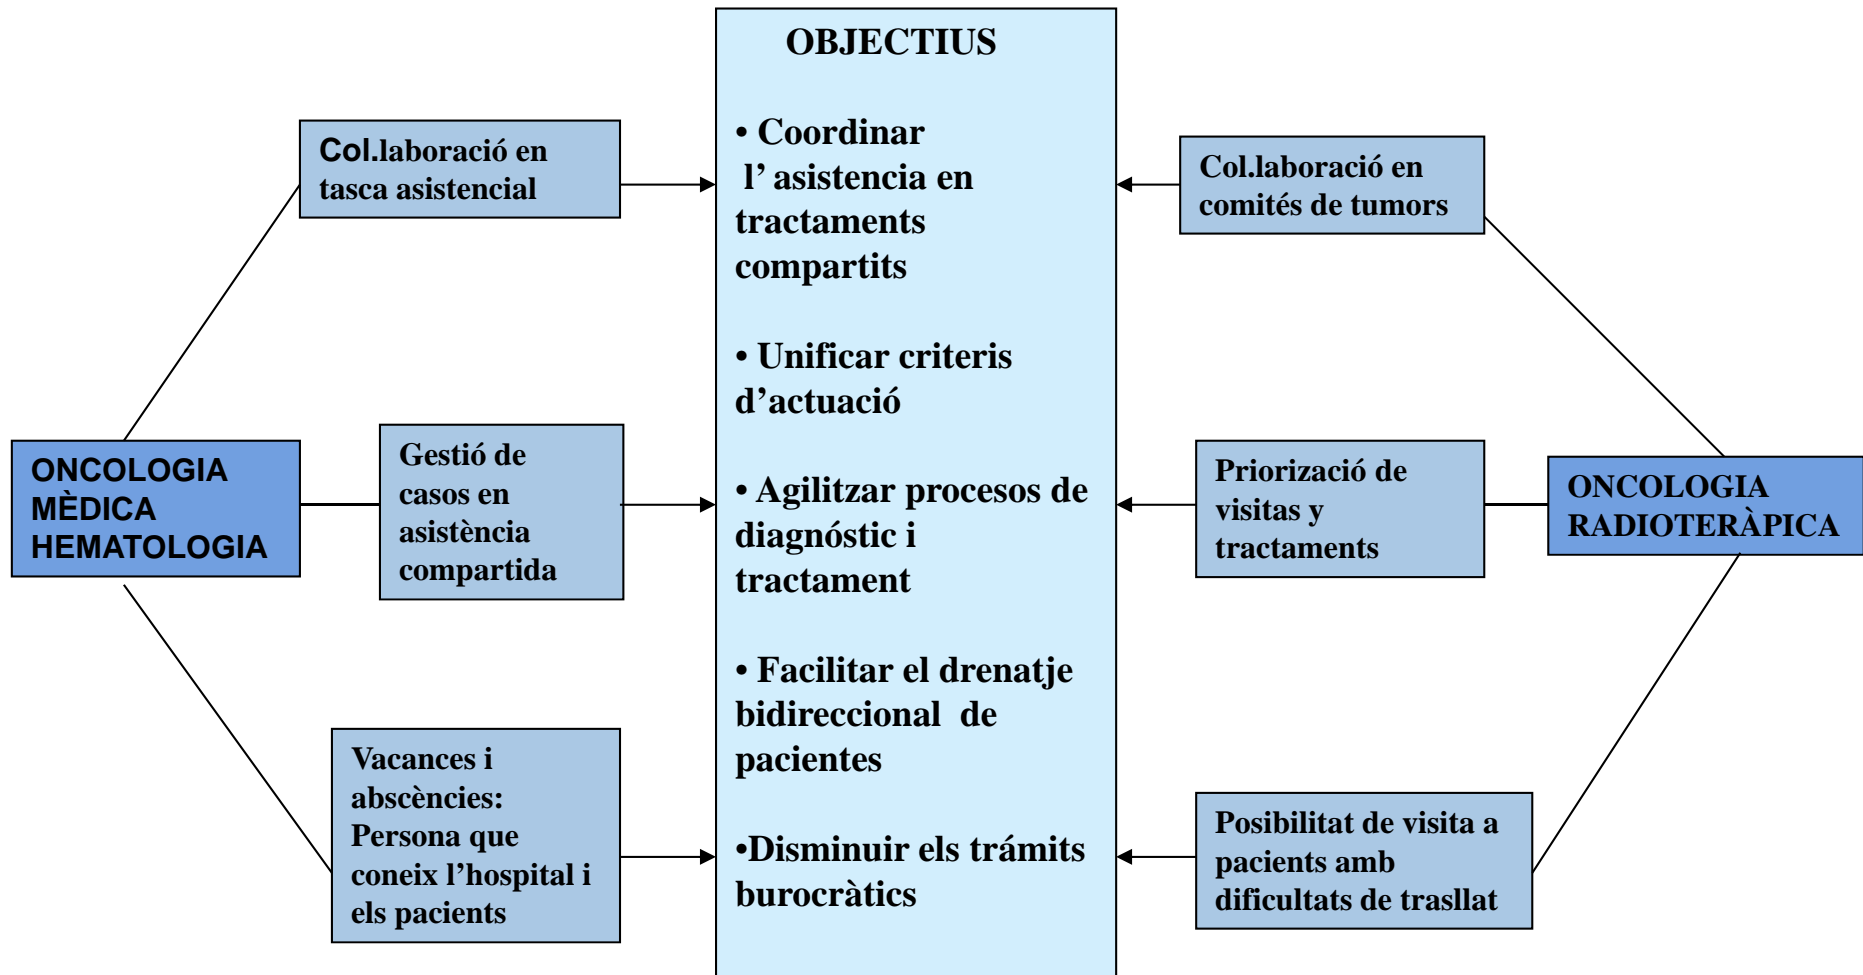 OBJECTIUS
• Coordinar
l’ asistencia en
tractaments
compartits
• Unificar criteris
d’actuació
• Agilitzar procesos de
diagnóstic i
tractament
• Facilitar el drenatje
bidireccional de
pacientes
•Disminuir els trámits
burocràtics
Col.laboració en
tasca asistencial
Gestió de
casos en
asistència
compartida
Vacances i
abscències:
Persona que
coneix l’hospital i
els pacients
ONCOLOGIA
MÈDICA
HEMATOLOGIA
Col.laboració en
comités de tumors
Priorizació de
visitas y
tractaments
Posibilitat de visita a
pacients amb
dificultats de trasllat
ONCOLOGIA
RADIOTERÀPICA